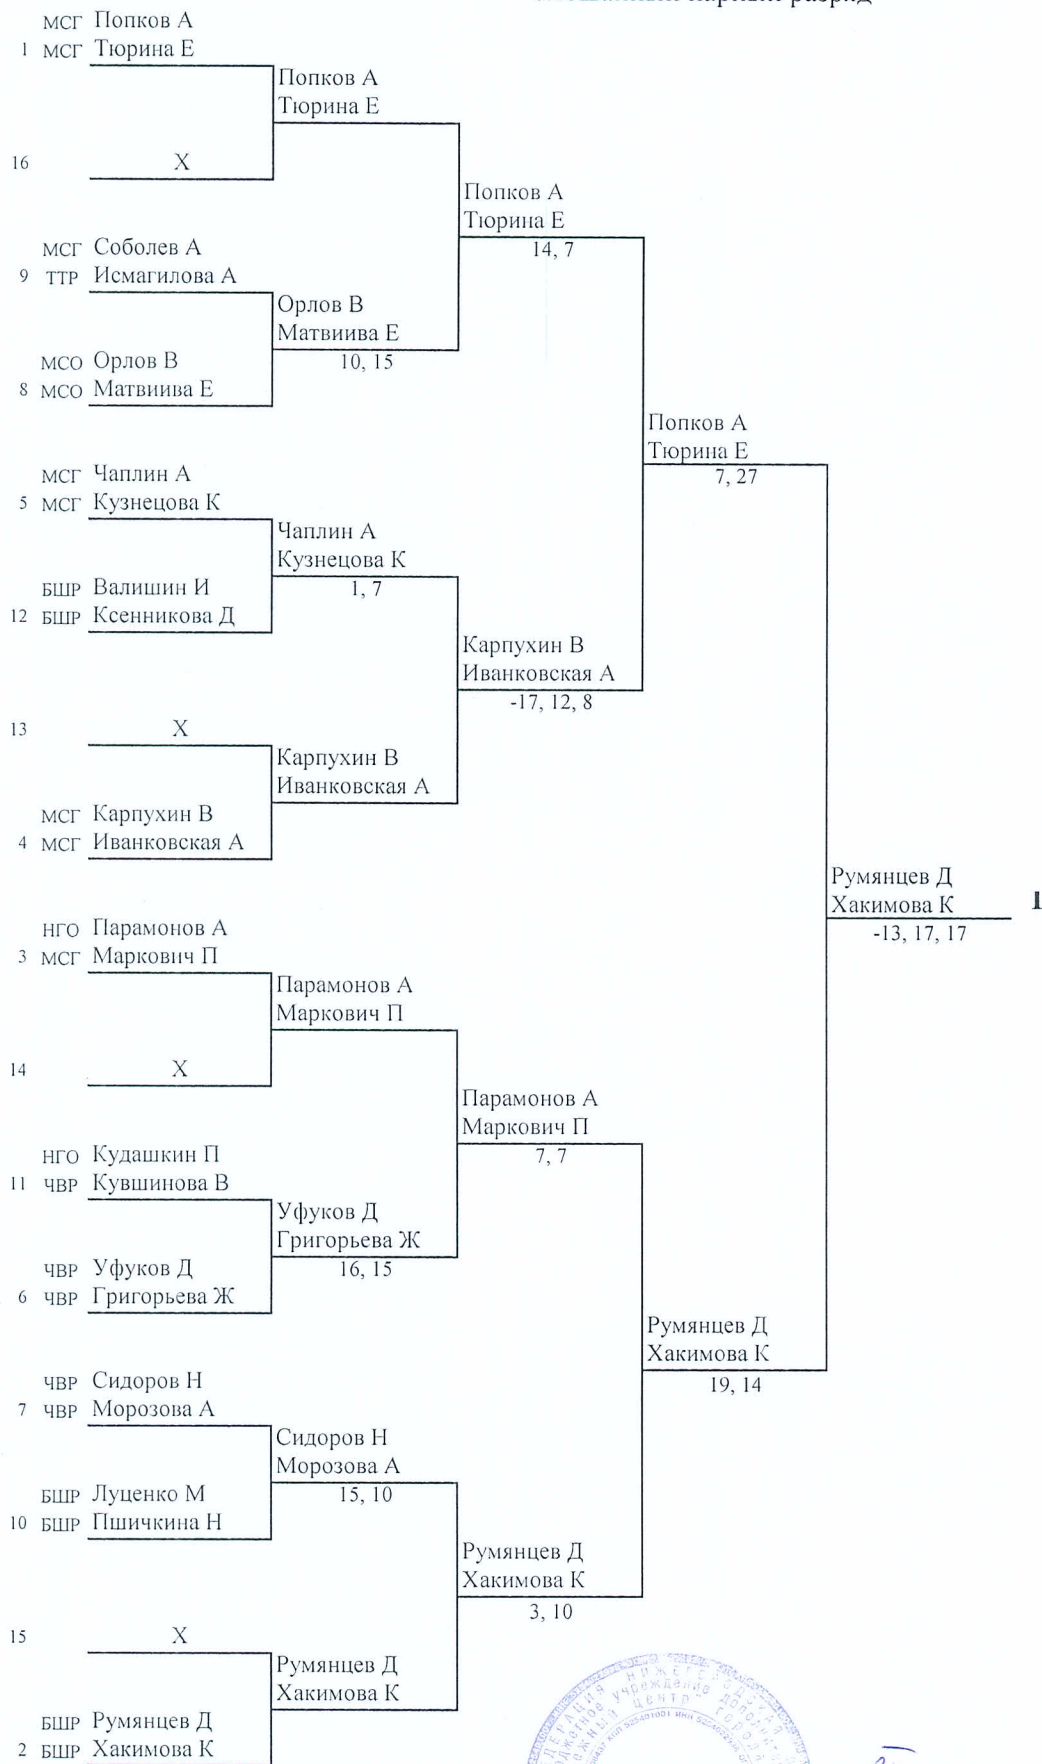 парный разряд
МСГ Попков А
1 МСГ Тюрина Е
Попков А
Тюрина Е
16 X
Попков А
Тюрина Е
14, 7
МСГ Соболев А
9 ТТР Исмагилова А
Орлов В
Матвиива Е
10, 15
МСО Орлов В
8 МСО Матвиива Е
Попков А
Тюрина Е
7, 27
МСГ Чаплин А
5 МСГ Кузнецова К
Чаплин А
Кузнецова К
1, 7
БШР Валишин И
12 БШР Ксенникова Д
Карпухин В
Иванковская А
-17, 12, 8
13 X
Карпухин В
Иванковская А
МСГ Карпухин В
4 МСГ Иванковская А
Румянцев Д
Хакимова К 1
-13, 17, 17
НГО Парамонов А
3 МСГ Маркович П
Парамонов А
Маркович П
14 X
Парамонов А
Маркович П
7, 7
НГО Кудашкин П
11 ЧВР Кувшинова В
Уфуков Д
Григорьева Ж
16, 15
ЧВР Уфуков Д
6 ЧВР Григорьева Ж
Румянцев Д
Хакимова К
19, 14
ЧВР Сидоров Н
7 ЧВР Морозова А
Сидоров Н
Морозова А
15, 10
БШР Луценко М
10 БШР Пшичкина Н
Румянцев Д
Хакимова К
3, 10
15 X
Румянцев Д
Хакимова К
БШР Румянцев Д
2 БШР Хакимова К